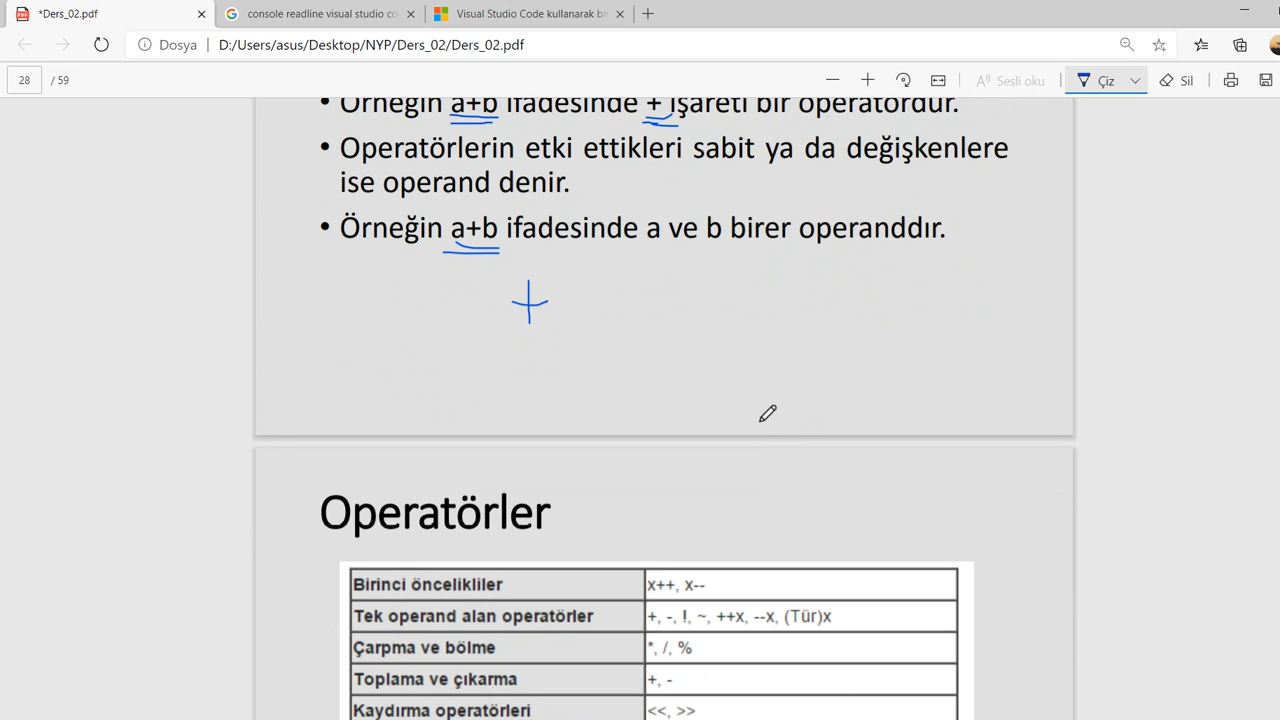 *Ders_02.pdf
console readline visual studio co
Visual Studio Code kullanarak bir
Dosya
D:/Users/asus/Desktop/NYP/Ders_02/Ders_02.pdf
28 / 59
Sesli oku
Çiz
Sil
• Örneğin a+b ifadesinde + işareti bir operatördür.
• Operatörlerin etki ettikleri sabit ya da değişkenlere
ise operand denir.
• Örneğin a+b ifadesinde a ve b birer operanddır.
+
Operatörler
Birinci öncelikliler x++, x--
Tek operand alan operatörler +, -, !, ~, ++x, --x, (Tür)x
Çarpma ve bölme *, /, %
Toplama ve çıkarma +, -
Kaydırma operatörleri <<, >>